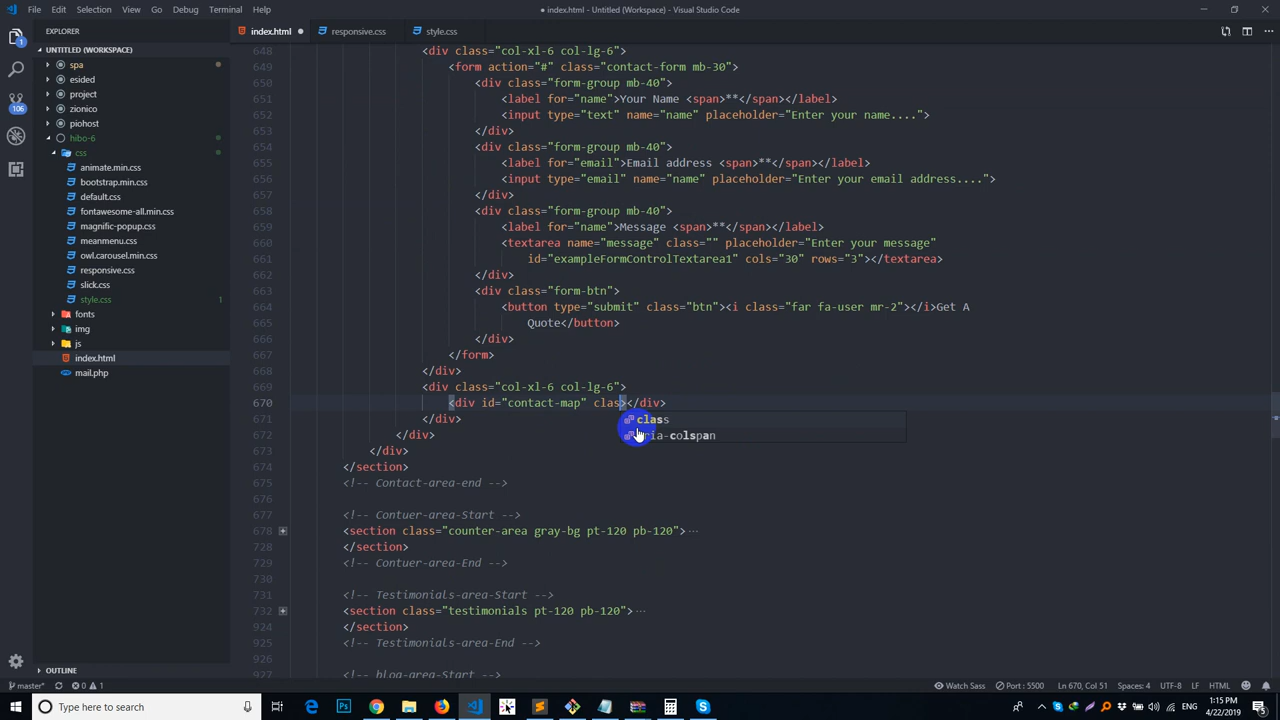 File Edit Selection View Go Debug Terminal Help
● index.html - Untitled (Workspace) - Visual Studio Code
EXPLORER
index.html
responsive.css
style.css
UNTITLED (WORKSPACE)
spa
esided
project
zionico
piohost
hibo-6
css
animate.min.css
bootstrap.min.css
default.css
fontawesome-all.min.css
magnific-popup.css
meanmenu.css
owl.carousel.min.css
responsive.css
slick.css
style.css 1
fonts
img
js
index.html
mail.php
OUTLINE
1
106
648 <div class="col-xl-6 col-lg-6">
649 <form action="#" class="contact-form mb-30">
650 <div class="form-group mb-40">
651 <label for="name">Your Name <span>**</span></label>
652 <input type="text" name="name" placeholder="Enter your name....">
653 </div>
654 <div class="form-group mb-40">
655 <label for="email">Email address <span>**</span></label>
656 <input type="email" name="name" placeholder="Enter your email address....">
657 </div>
658 <div class="form-group mb-40">
659 <label for="name">Message <span>**</span></label>
660 <textarea name="message" class="" placeholder="Enter your message"
661 id="exampleFormControlTextarea1" cols="30" rows="3"></textarea>
662 </div>
663 <div class="form-btn">
664 <button type="submit" class="btn"><i class="far fa-user mr-2"></i>Get A
665 Quote</button>
666 </div>
667 </form>
668 </div>
669 <div class="col-xl-6 col-lg-6">
670 <div id="contact-map" clas></div>
class
671 </div>
672 </div>
673 </div>
674 </section>
675 <!-- Contact-area-end -->
676
677 <!-- Contuer-area-Start -->
678 <section class="counter-area gray-bg pt-120 pb-120">...
728 </section>
729 <!-- Contuer-area-End -->
730
731 <!-- Testimonials-area-Start -->
732 <section class="testimonials pt-120 pb-120">...
924 </section>
925 <!-- Testimonials-area-End -->
926
927 <!-- blog-area-Start -->
master*
0 1
Watch Sass
Port : 5500
Ln 670, Col 51
Spaces: 4
UTF-8
LF
HTML
Type here to search
1:15 PM
4/22/2019